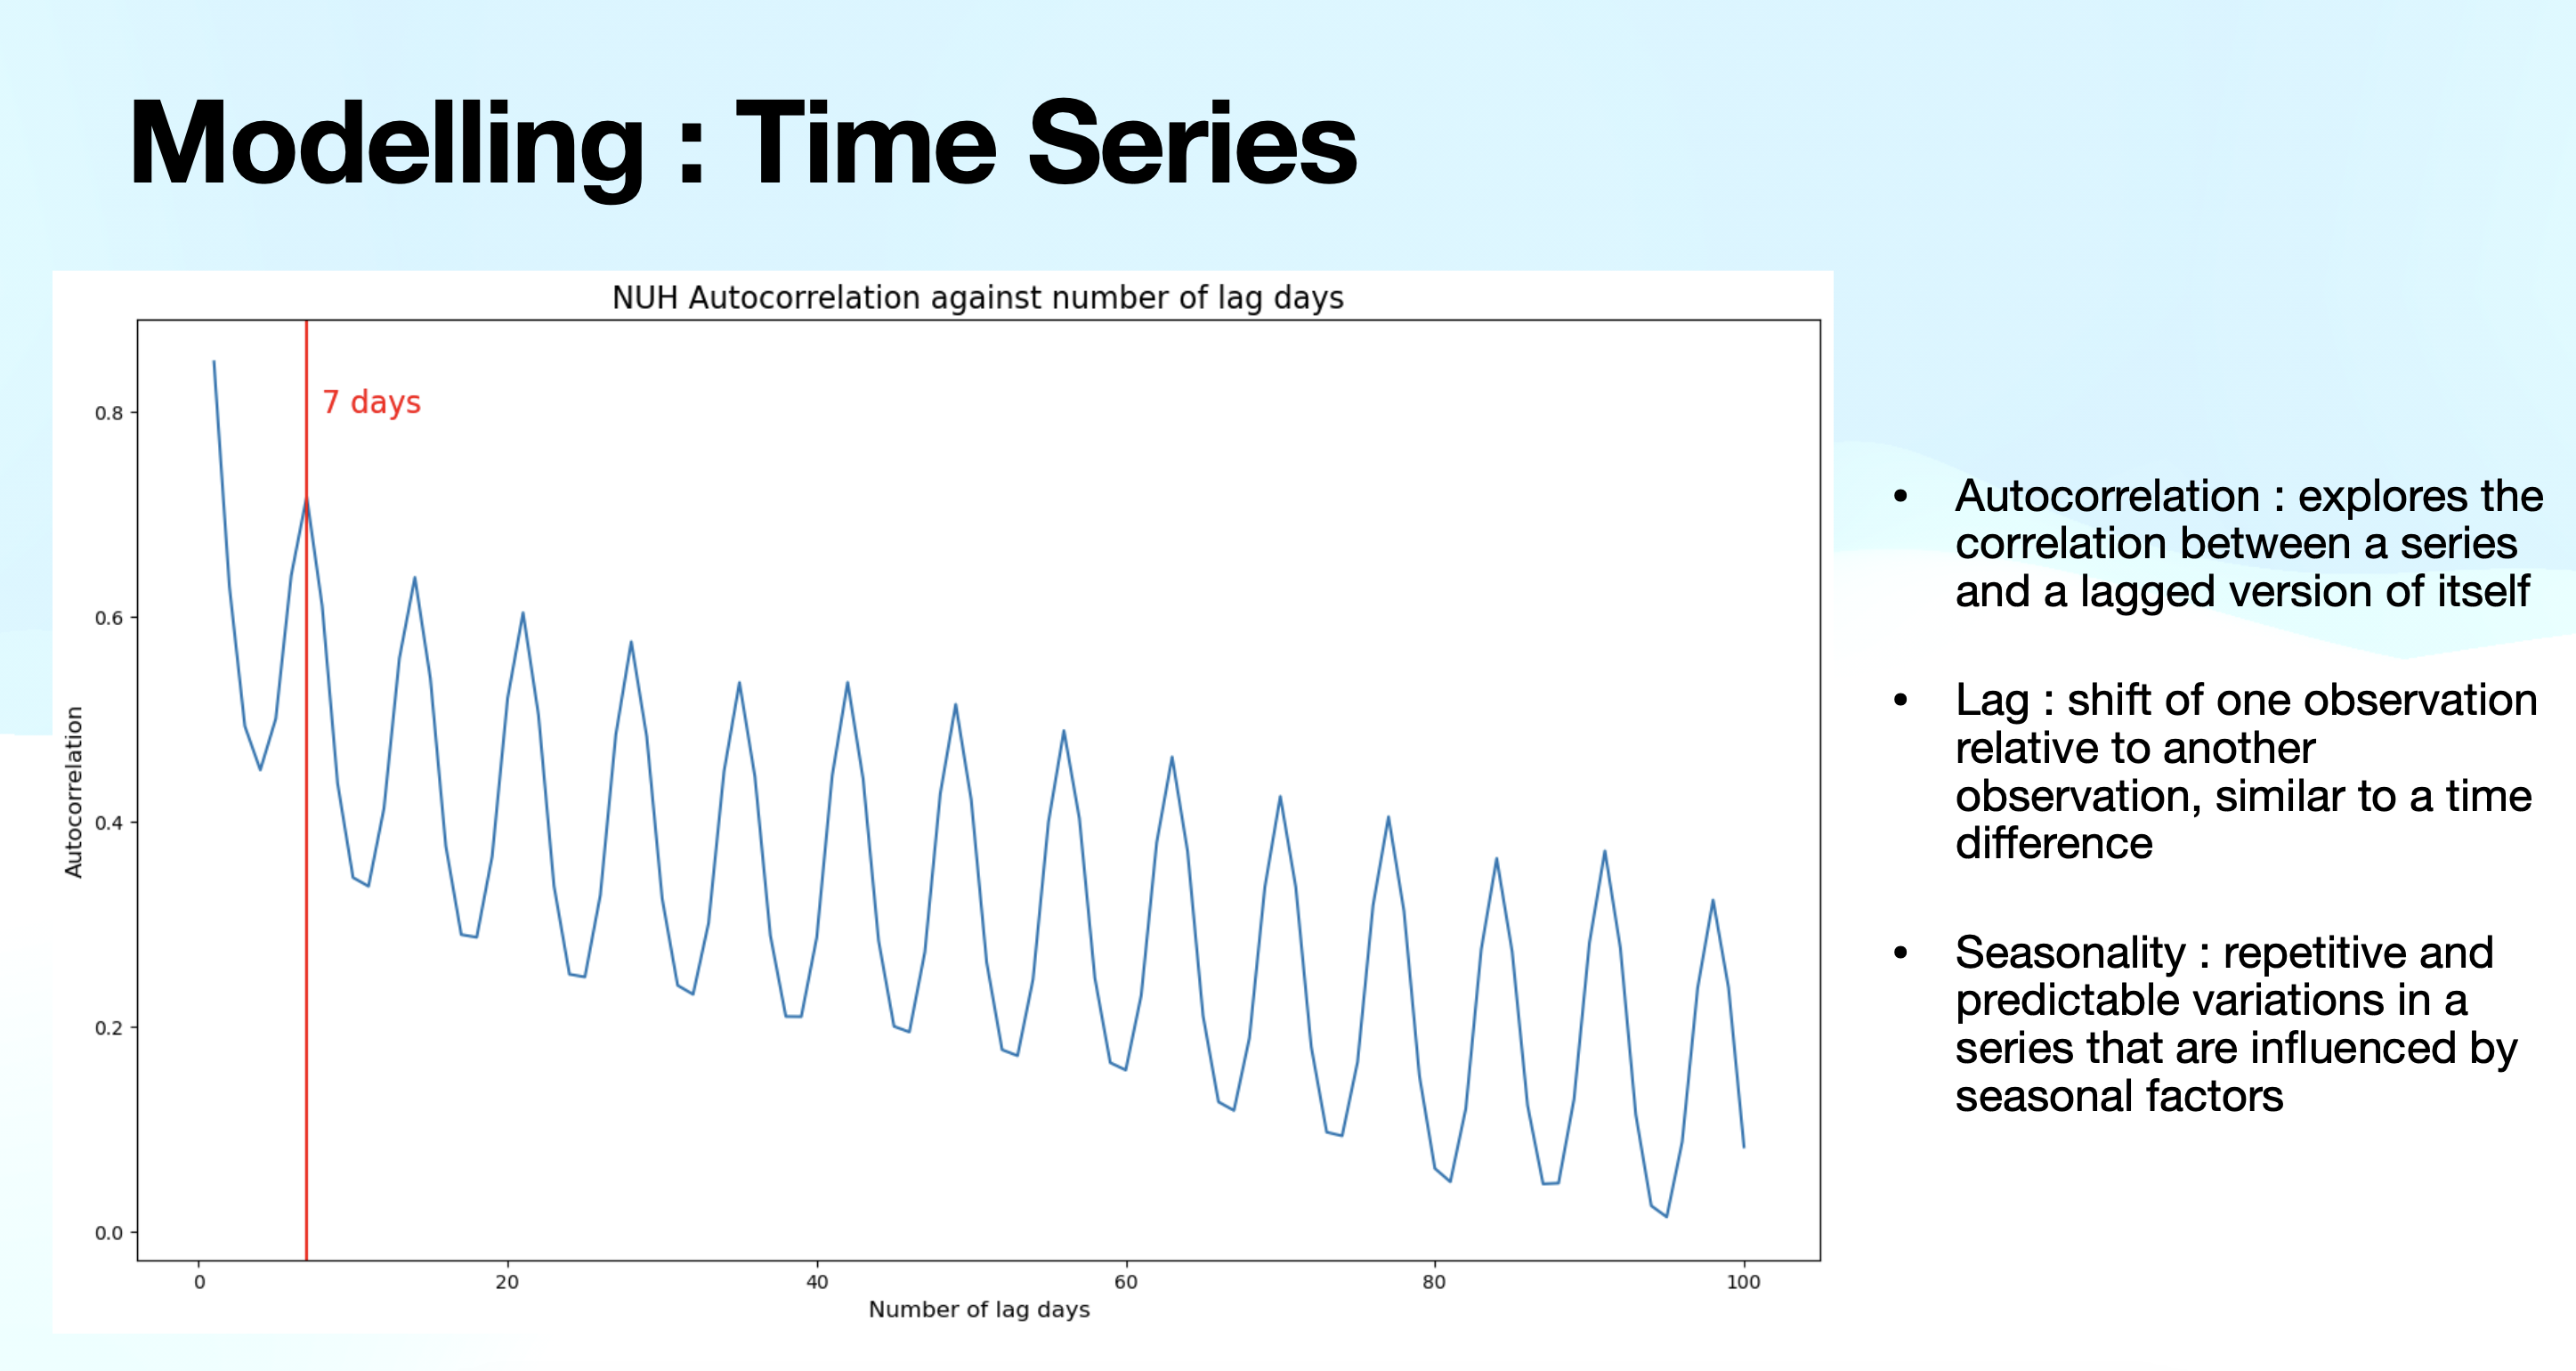 Modelling : Time Series
NUH Autocorrelation against number of lag days
7 days
0.8
0.6
0.4
0.2
0.0
Autocorrelation
0 20 40 60 80 100
Number of lag days
• Autocorrelation : explores the
correlation between a series
and a lagged version of itself
• Lag : shift of one observation
relative to another
observation, similar to a time
difference
• Seasonality : repetitive and
predictable variations in a
series that are influenced by
seasonal factors